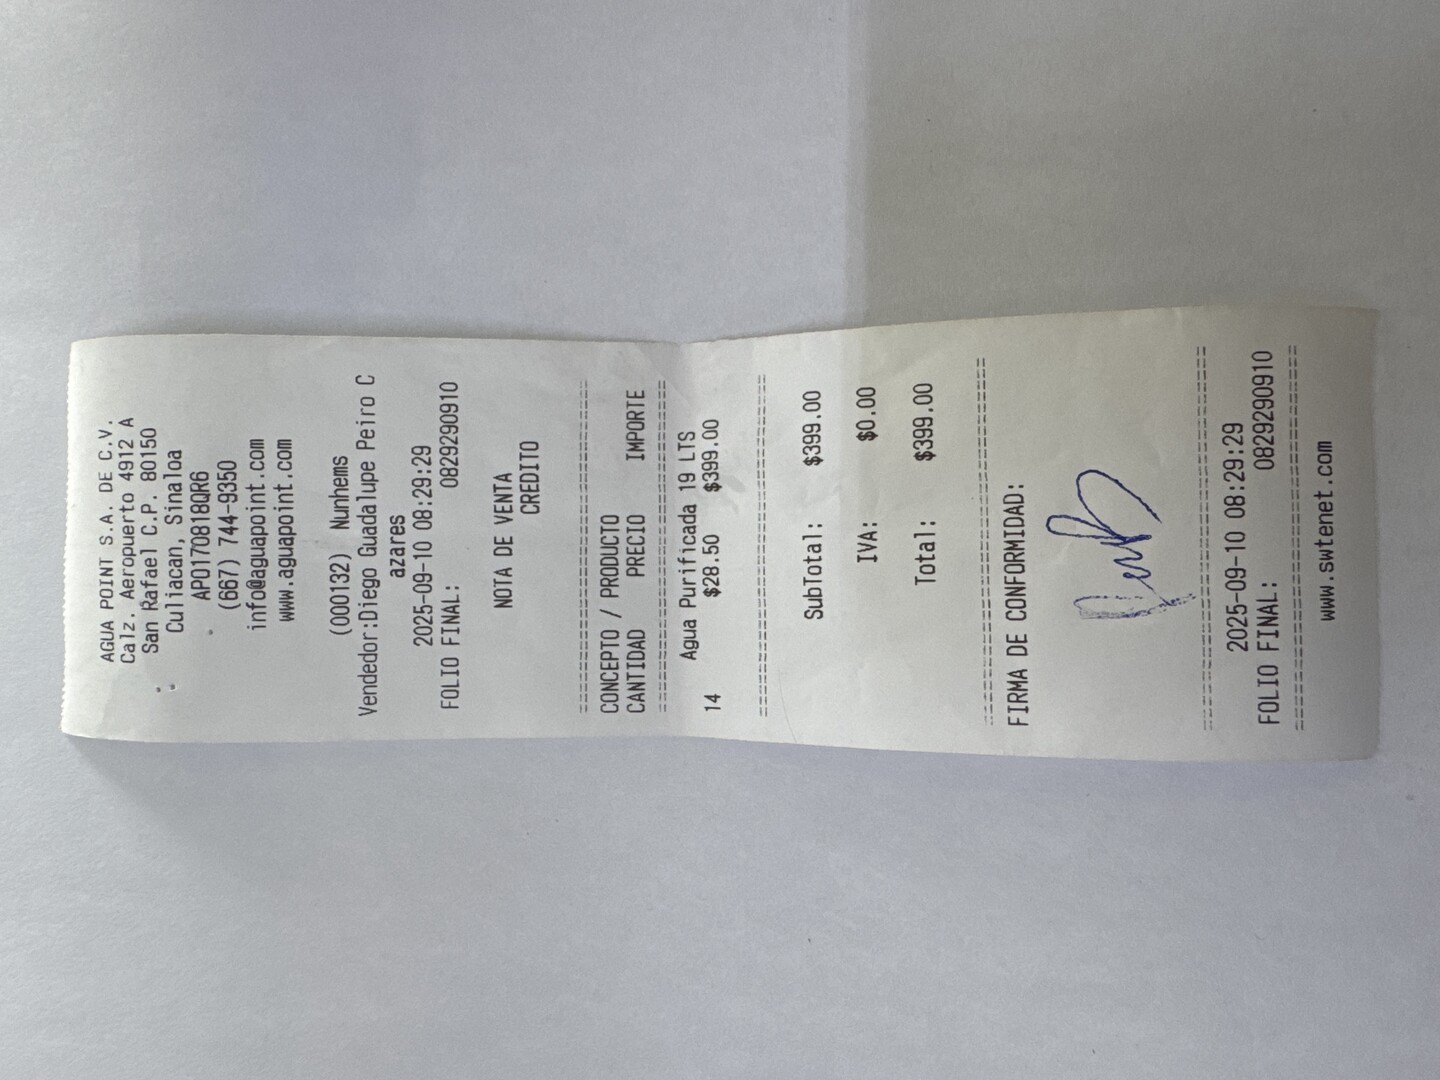 AGUA POINT S.A. DE C.V.
Calz. Aeropuerto 4912 A
San Rafael C.P. 80150
Culiacan, Sinaloa
APO170818QR6
(667) 744-9350
info@aguapoint.com
www.aguapoint.com
(000132) Nunhems
Vendedor:Diego Guadalupe Peiro C
azares
2025-09-10 08:29:29
FOLIO FINAL: 0829290910
NOTA DE VENTA
CREDITO
================================
CONCEPTO / PRODUCTO
CANTIDAD PRECIO IMPORTE
================================
Agua Purificada 19 LTS
14 $28.50 $399.00
================================
SubTotal: $399.00
IVA: $0.00
Total: $399.00
================================
FIRMA DE CONFORMIDAD:
================================
2025-09-10 08:29:29
FOLIO FINAL: 0829290910
================================
www.swtenet.com